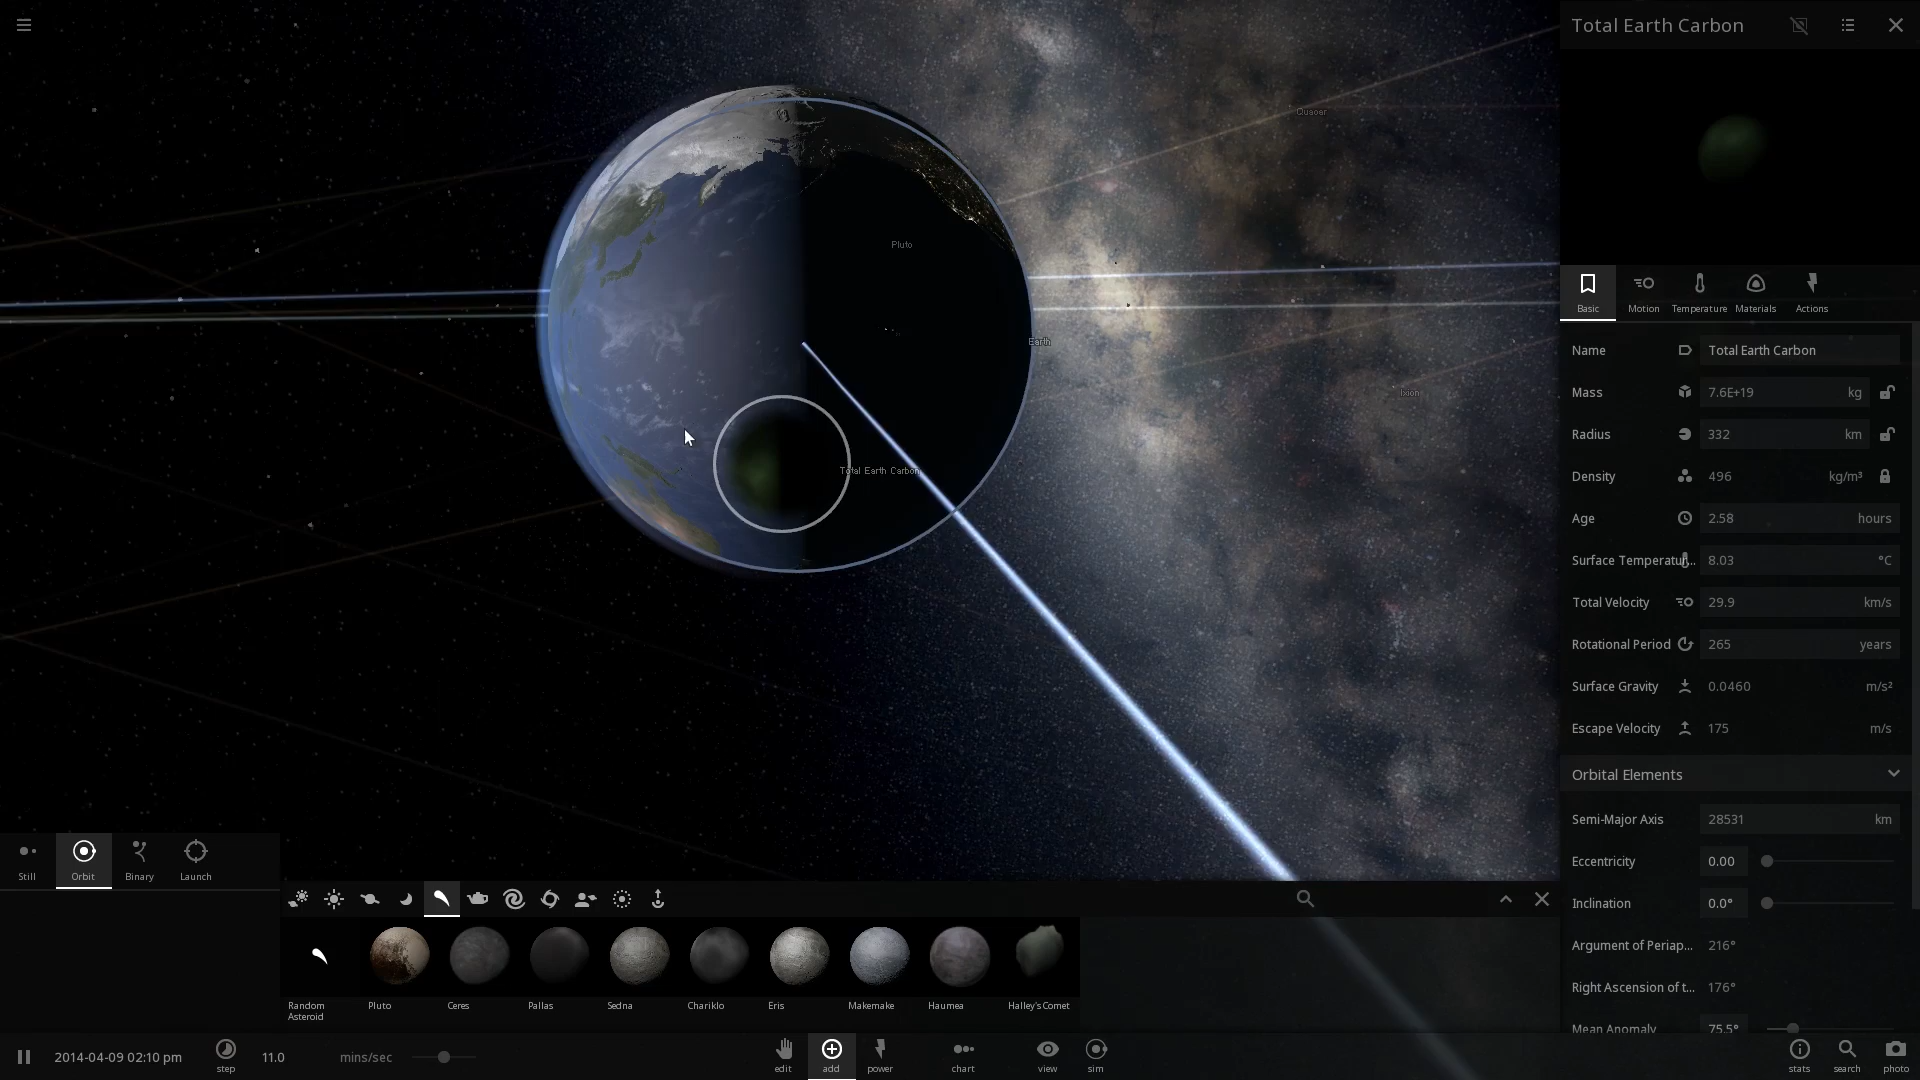 Total Earth Carbon
Quaoar
Pluto
Earth
Ixion
Total Earth Carbon
Basic
Motion
Temperature
Materials
Actions
Name Total Earth Carbon
Mass 7.6E+19 kg
Radius 332 km
Density 496 kg/m³
Age 2.58 hours
Surface Temperatur... 8.03 °C
Total Velocity 29.9 km/s
Rotational Period 265 years
Surface Gravity 0.0460 m/s²
Escape Velocity 175 m/s
Orbital Elements
Semi-Major Axis 28531 km
Eccentricity 0.00
Inclination 0.0°
Argument of Periap... 216°
Right Ascension of t... 176°
Mean Anomaly 75.5°
Still
Orbit
Binary
Launch
Random
Asteroid
Pluto
Ceres
Pallas
Sedna
Chariklo
Eris
Makemake
Haumea
Halley's Comet
2014-04-09 02:10 pm
step
11.0 mins/sec
edit
add
power
chart
view
sim
stats
search
photo